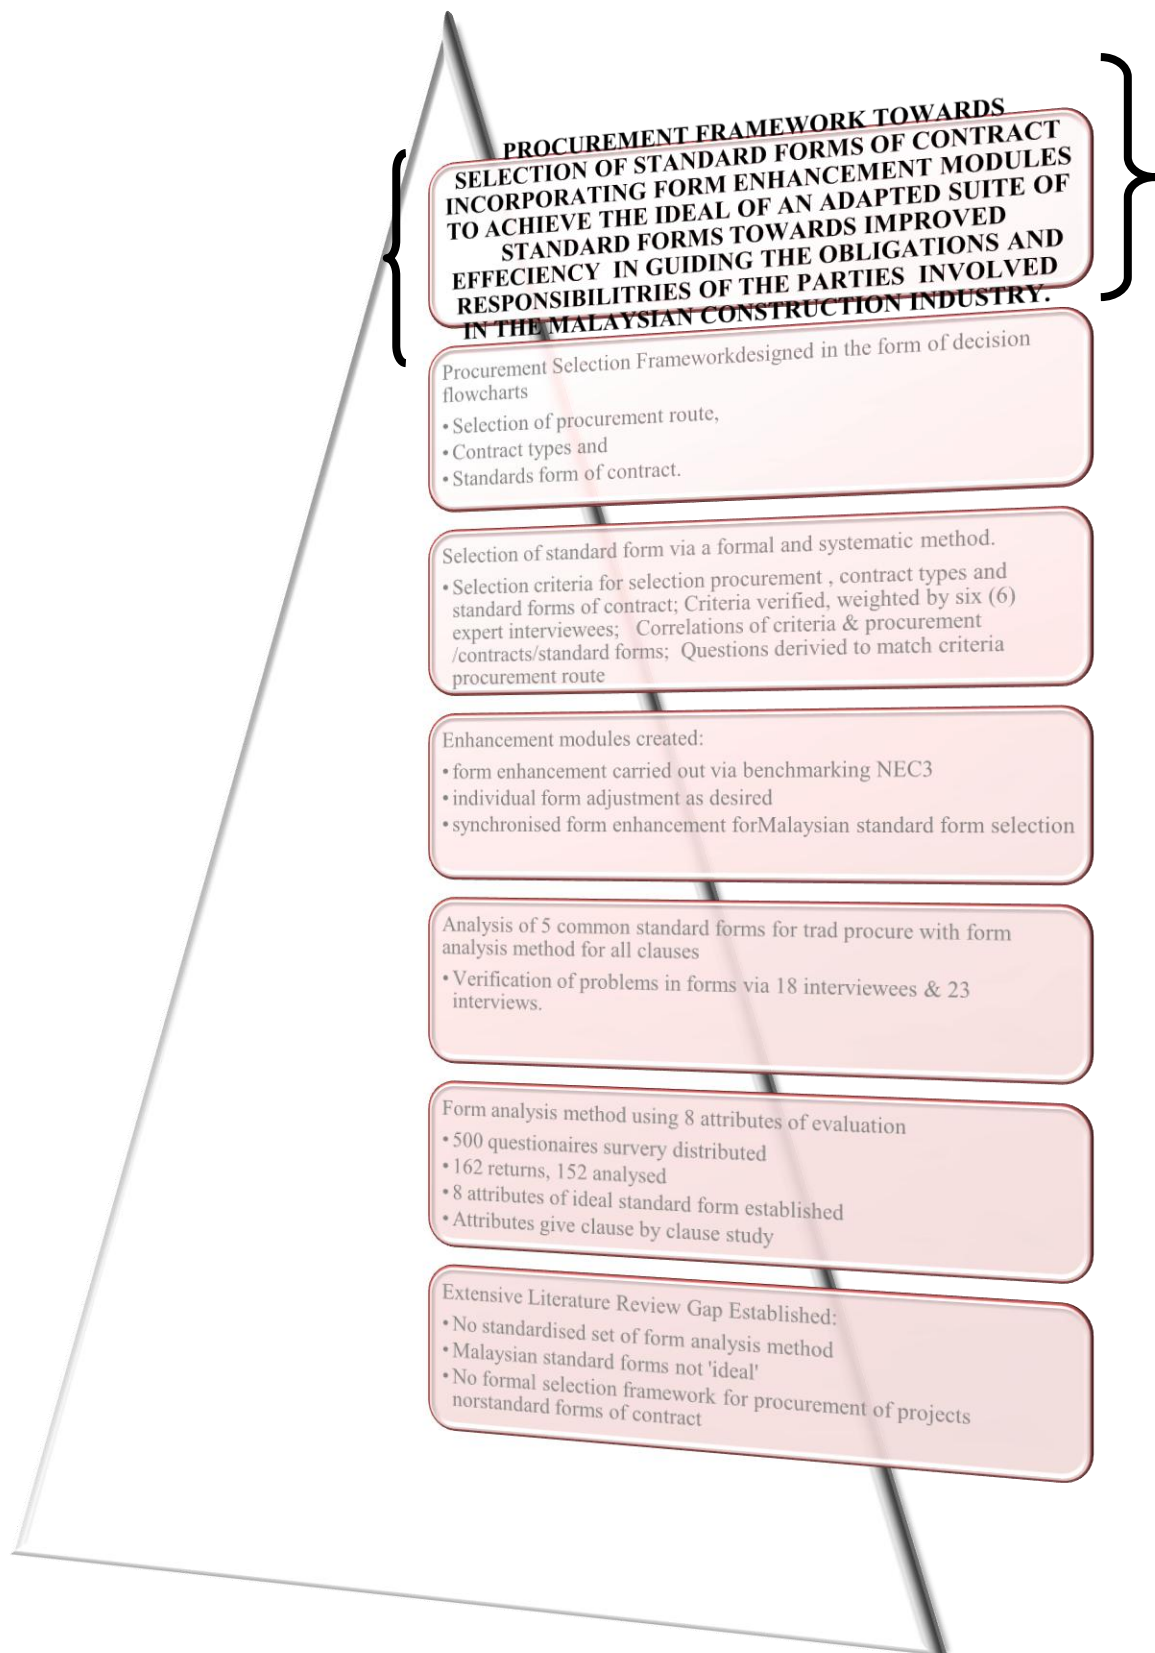 PROCUREMENT FRAMEWORK TOWARDS
SELECTION OF STANDARD FORMS OF CONTRACT
INCORPORATING FORM ENHANCEMENT MODULES
TO ACHIEVE THE IDEAL OF AN ADAPTED SUITE OF
STANDARD FORMS TOWARDS IMPROVED
EFFECIENCY IN GUIDING THE OBLIGATIONS AND
RESPONSIBILITRIES OF THE PARTIES INVOLVED
IN THE MALAYSIAN CONSTRUCTION INDUSTRY.
Procurement Selection Frameworkdesigned in the form of decision
flowcharts
• Selection of procurement route,
• Contract types and
• Standards form of contract.
Selection of standard form via a formal and systematic method.
• Selection criteria for selection procurement , contract types and
standard forms of contract; Criteria verified, weighted by six (6)
expert interviewees; Correlations of criteria & procurement
/contracts/standard forms; Questions derivied to match criteria
procurement route
Enhancement modules created:
• form enhancement carried out via benchmarking NEC3
• individual form adjustment as desired
• synchronised form enhancement forMalaysian standard form selection
Analysis of 5 common standard forms for trad procure with form
analysis method for all clauses
• Verification of problems in forms via 18 interviewees & 23
interviews.
Form analysis method using 8 attributes of evaluation
• 500 questionaires survery distributed
• 162 returns, 152 analysed
• 8 attributes of ideal standard form established
• Attributes give clause by clause study
Extensive Literature Review Gap Established:
• No standardised set of form analysis method
• Malaysian standard forms not 'ideal'
• No formal selection framework for procurement of projects
norstandard forms of contract